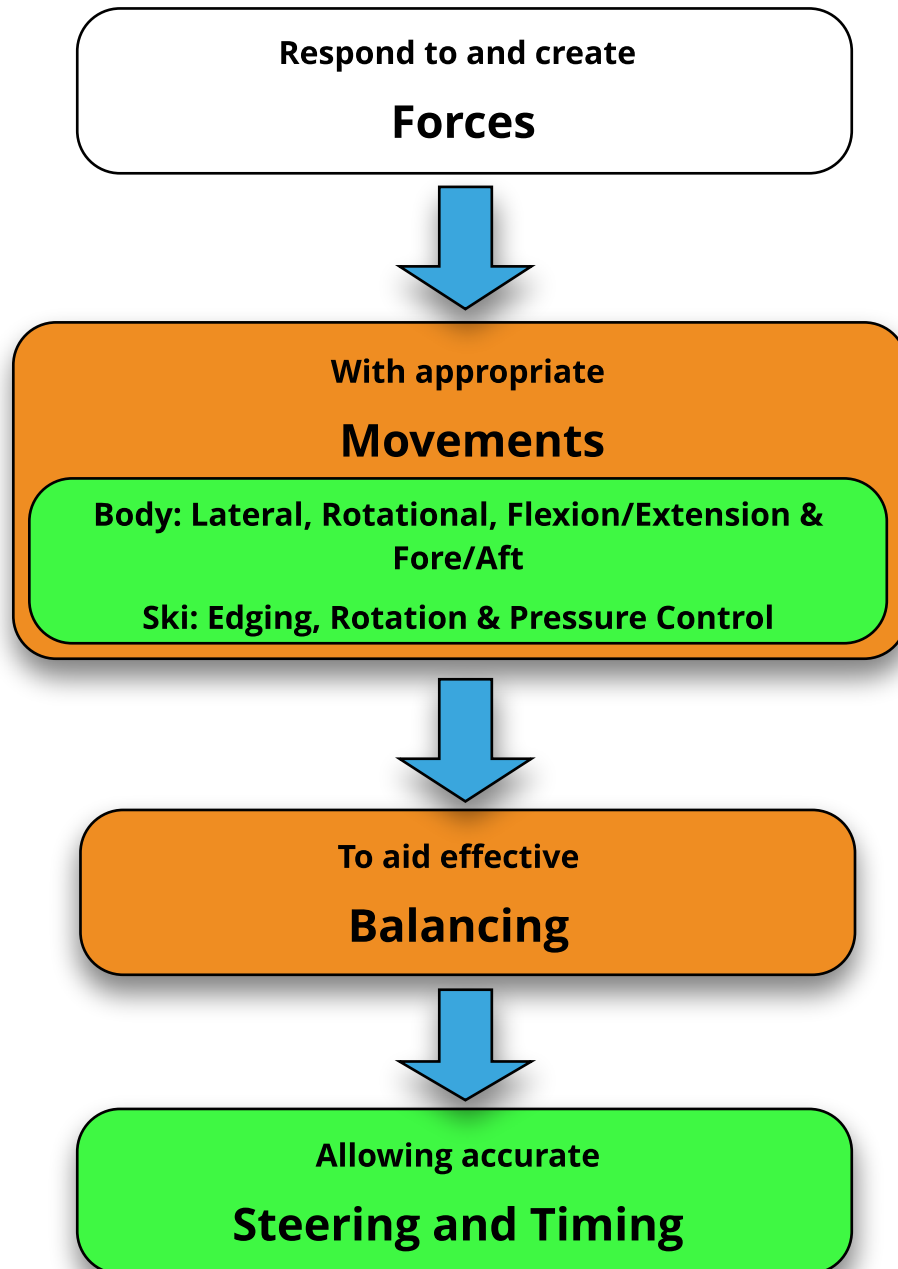 Respond to and create
Forces
With appropriate
Movements
Body: Lateral, Rotational, Flexion/Extension &
Fore/Aft
Ski: Edging, Rotation & Pressure Control
To aid effective
Balancing
Allowing accurate
Steering and Timing